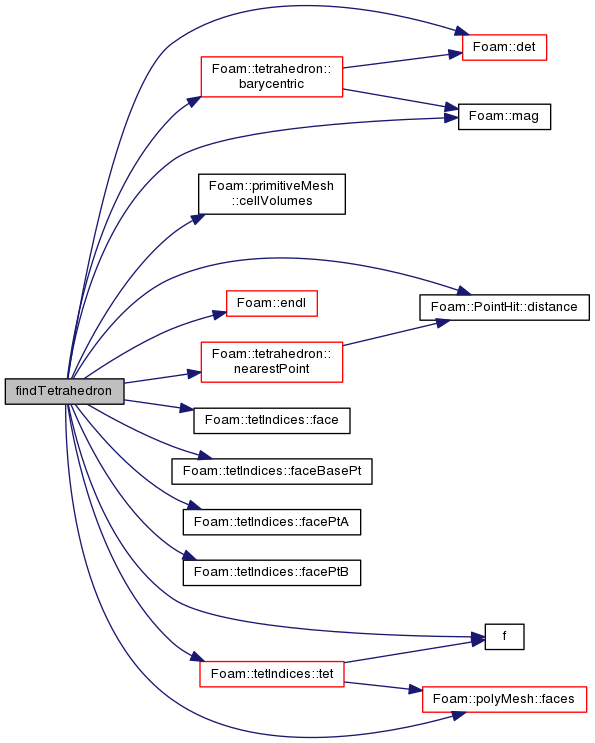 Foam::det
Foam::tetrahedron::
barycentric
Foam::mag
Foam::primitiveMesh
::cellVolumes
Foam::endl
Foam::PointHit::distance
Foam::tetrahedron::
nearestPoint
findTetrahedron
Foam::tetIndices::face
Foam::tetIndices::faceBasePt
Foam::tetIndices::facePtA
Foam::tetIndices::facePtB
f
Foam::tetIndices::tet
Foam::polyMesh::faces